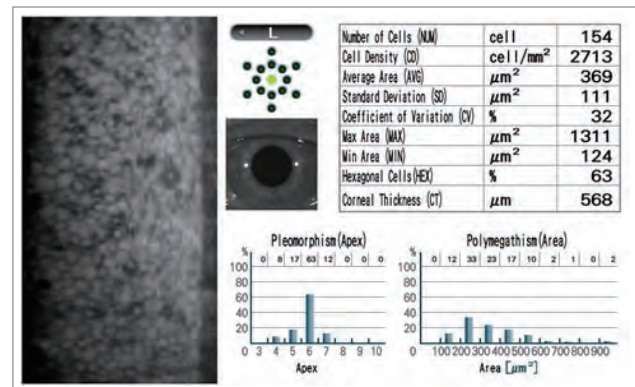 L
Number of Cells (NUM) cell 154
Cell Density (CD) cell/mm² 2713
Average Area (AVG) μm² 369
Standard Deviation (SD) μm² 111
Coefficient of Variation (CV) % 32
Max Area (MAX) μm² 1311
Min Area (MIN) μm² 124
Hexagonal Cells (HEX) % 63
Corneal Thickness (CT) μm 568
Pleomorphism (Apex)
% 0 8 17 63 12 0 0 0
100
80
60
40
20
0 3 4 5 6 7 8 9 10
Apex
Polymegathism (Area)
% 0 12 33 23 17 10 2 1 0 2
100
80
60
40
20
0 100 200 300 400 500 600 700 800 900
Area [μm²]